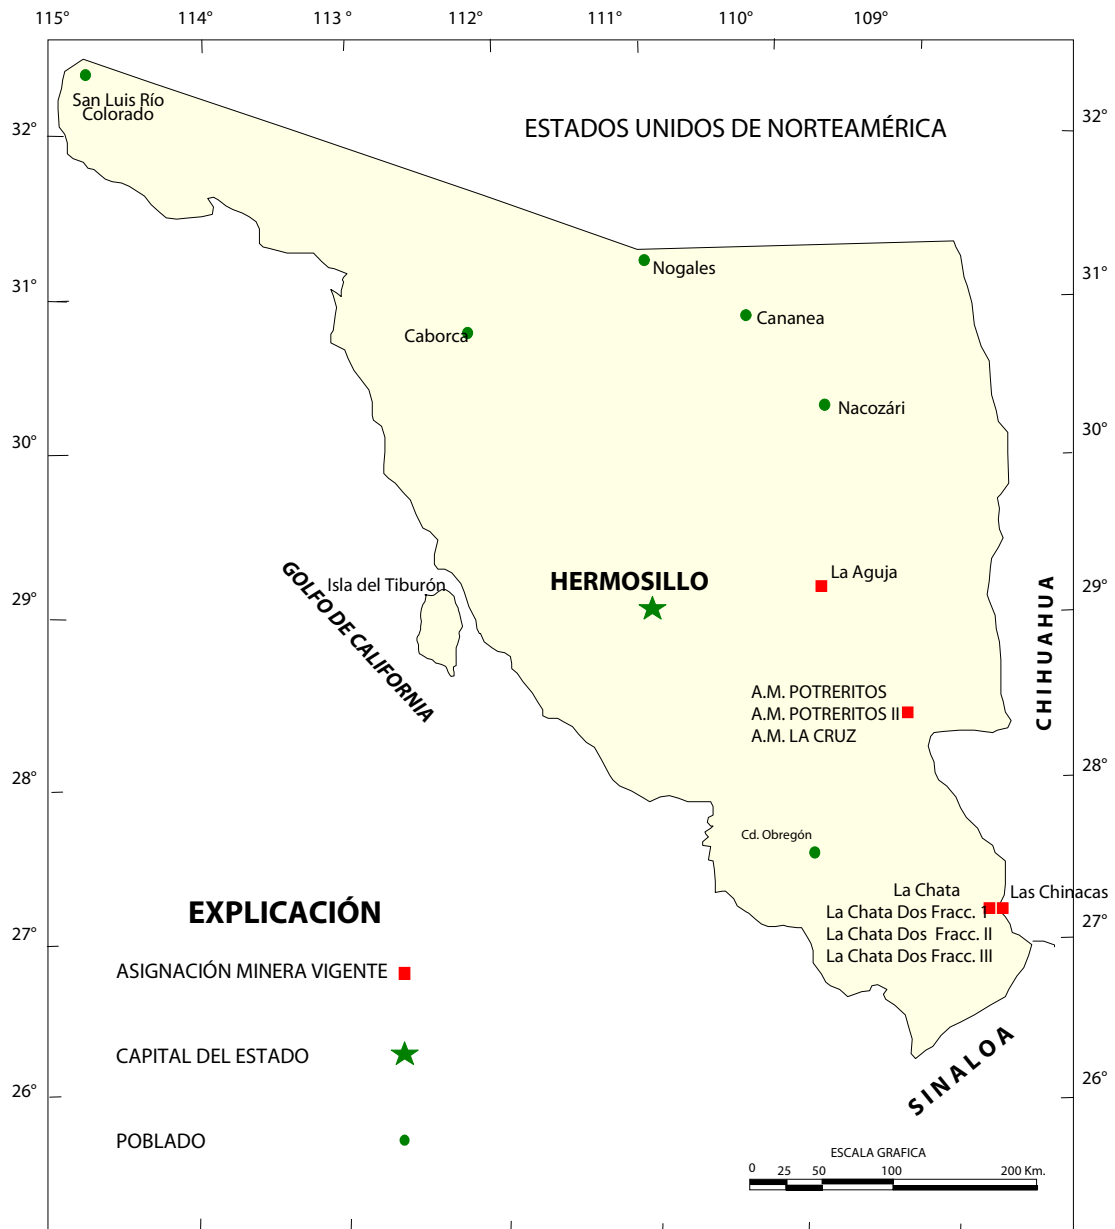 115°
114°
113 °
112°
111°
110°
109°
San Luis Río
Colorado
32°
32°
ESTADOS UNIDOS DE NORTEAMÉRICA
31°
31°
Nogales
Cananea
Caborca
Nacozári
30°
30°
La Aguja
HERMOSILLO
Isla del Tiburón
GOLFO DE CALIFORNIA
29°
29°
CHIHUAHUA
A.M. POTRERITOS
A.M. POTRERITOS II
A.M. LA CRUZ
28°
28°
Cd. Obregón
La Chata
Las Chinacas
La Chata Dos Fracc. 1
La Chata Dos Fracc. II
La Chata Dos Fracc. III
27°
27°
EXPLICACIÓN
ASIGNACIÓN MINERA VIGENTE
CAPITAL DEL ESTADO
POBLADO
SINALOA
26°
26°
ESCALA GRAFICA
0 25 50 100 200 Km.